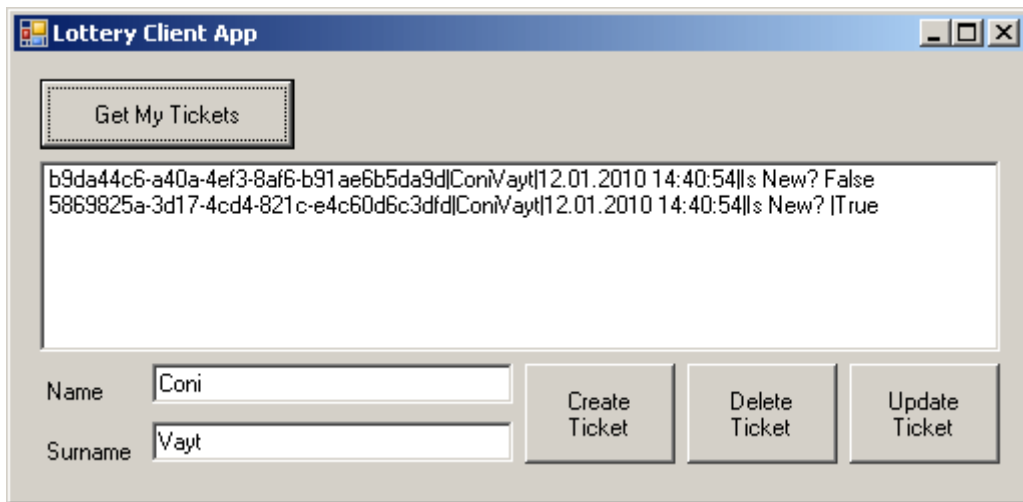 Lottery Client App
Get My Tickets
b9da44c6-a40a-4ef3-8af6-b91ae6b5da9d|ConiVayt|12.01.2010 14:40:54|Is New? False
5869825a-3d17-4cd4-821c-e4c60d6c3dfd|ConiVayt|12.01.2010 14:40:54|Is New? |True
Name
Coni
Surname
Vayt
Create
Ticket
Delete
Ticket
Update
Ticket